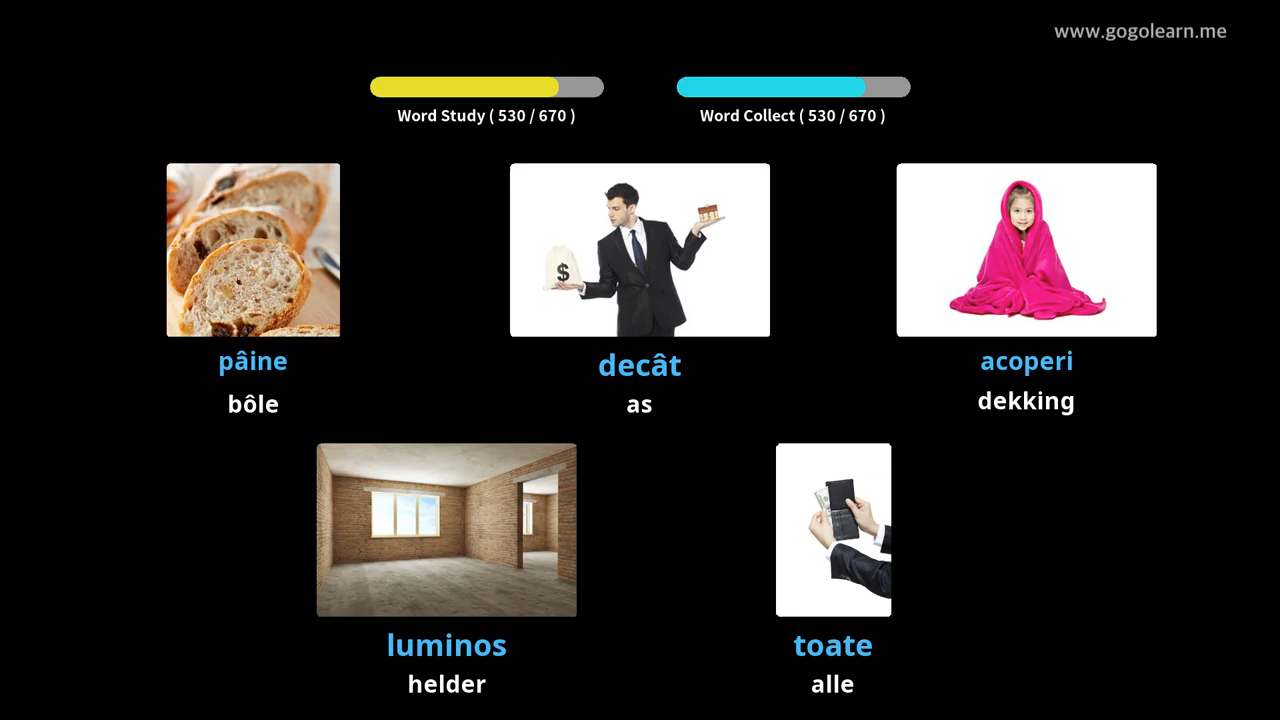 www.gogolearn.me
Word Study ( 530 / 670 )
Word Collect ( 530 / 670 )
pâine
bôle
decât
as
acoperi
dekking
luminos
helder
toate
alle